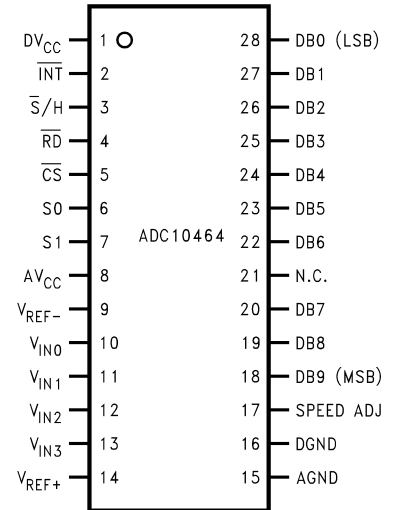 DVCC 1 28 DB0 (LSB)
INT 2 27 DB1
S/H 3 26 DB2
RD 4 25 DB3
CS 5 24 DB4
S0 6 23 DB5
S1 7 ADC10464 22 DB6
AVCC 8 21 N.C.
VREF− 9 20 DB7
VIN0 10 19 DB8
VIN1 11 18 DB9 (MSB)
VIN2 12 17 SPEED ADJ
VIN3 13 16 DGND
VREF+ 14 15 AGND